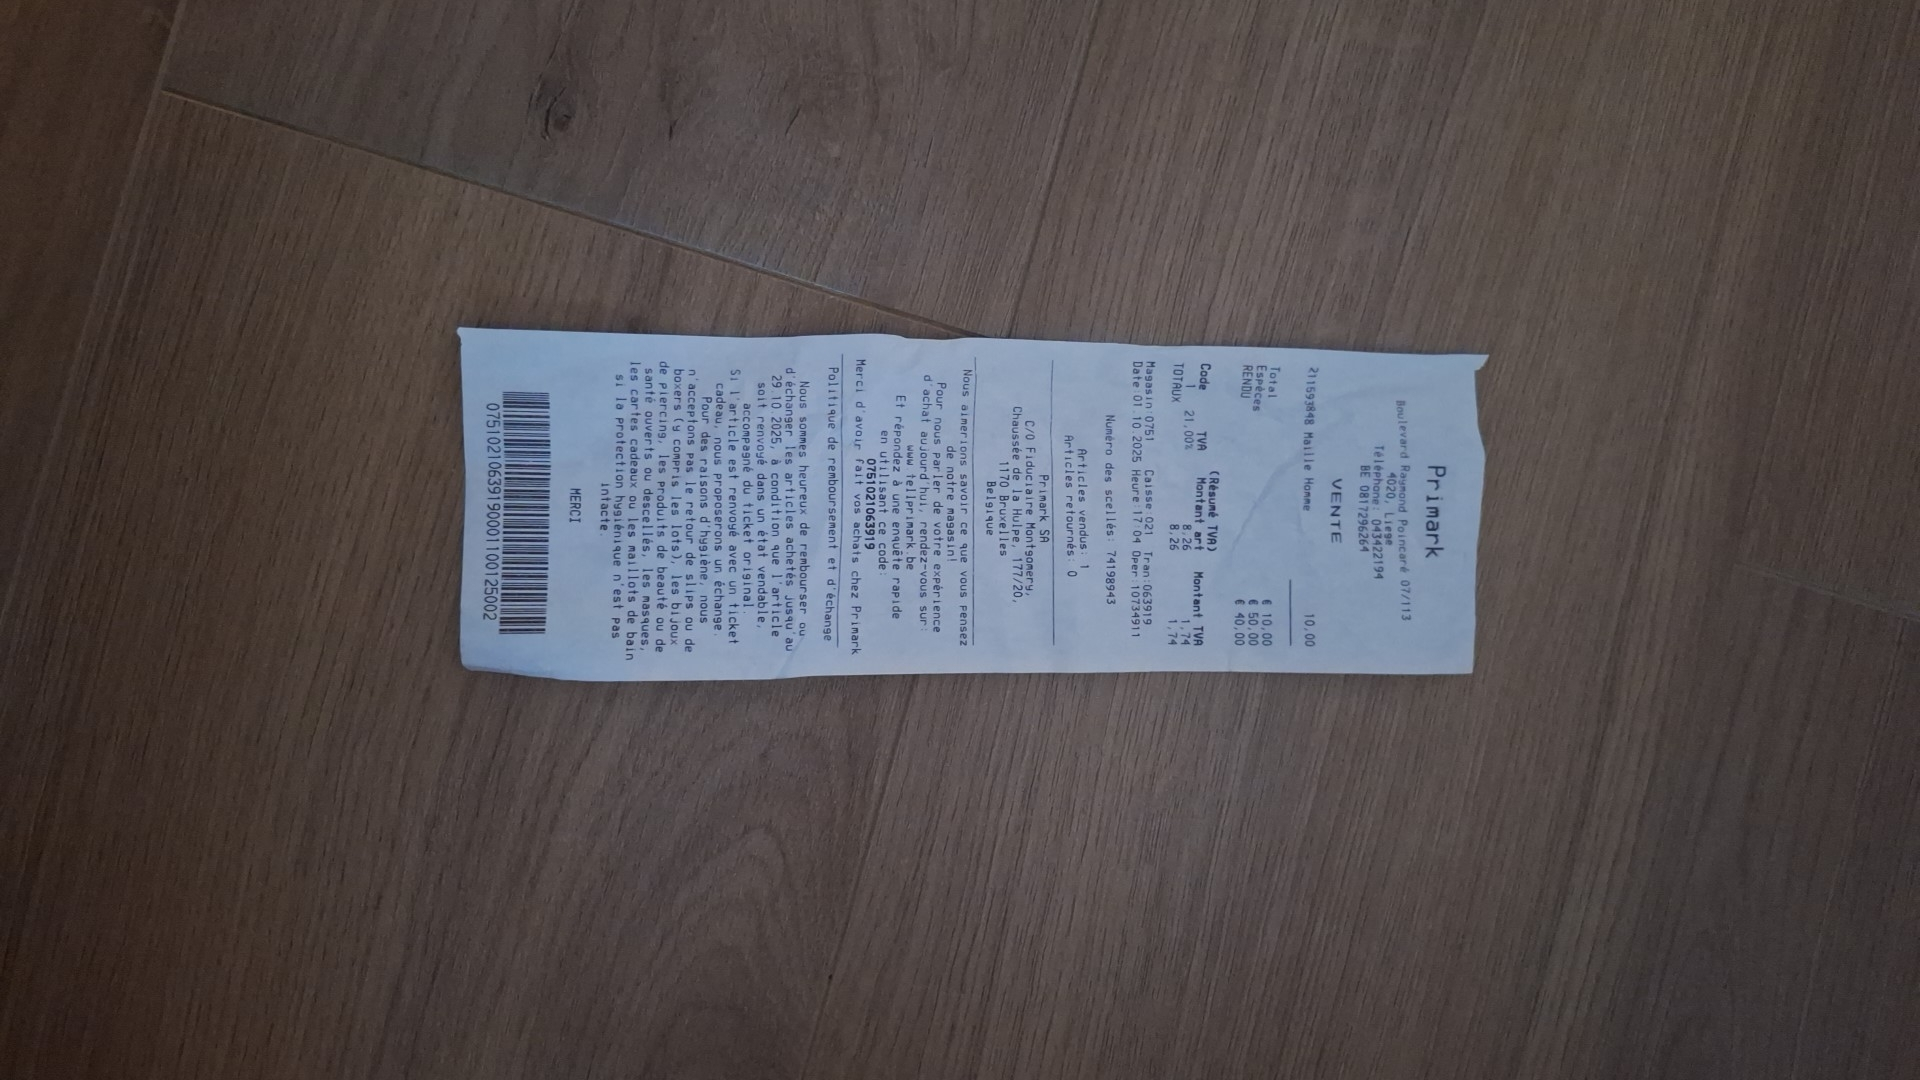 Primark
Boulevard Raymond Poincaré 07/113
4020, Liege
Téléphone: 043422194
BE 0817296264
VENTE
211593848 Maille Homme 10,00
Total € 10,00
Espèces € 50,00
RENDU € 40,00
(Résumé TVA)
Code TVA Montant art Montant TVA
1 21,00% 8,26 1,74
TOTAUX 8,26 1,74
Magasin:0751 Caisse:021 Tran:063919
Date 01.10.2025 Heure:17:04 Oper:10734911
Numéro des scellés: 74198943
Articles vendus: 1
Articles retournés: 0
Primark SA
C/O Fiduciaire Montgomery,
Chaussée de la Hulpe, 177/20,
1170 Bruxelles
Belgique
Nous aimerions savoir ce que vous pensez
de notre magasin!
Pour nous parler de votre expérience
d'achat aujourd'hui, rendez-vous sur:
www.tellprimark.be
Et répondez à une enquête rapide
en utilisant ce code:
075102106391 9
Merci d'avoir fait vos achats chez Primark
Politique de remboursement et d'échange
Nous sommes heureux de rembourser ou
d'échanger les articles achetés jusqu'au
29.10.2025, à condition que l'article
soit renvoyé dans un état vendable,
accompagné du ticket original.
Si l'article est renvoyé avec un ticket
cadeau, nous proposerons un échange.
Pour des raisons d'hygiène, nous
n'acceptons pas le retour de slips ou de
boxers (y compris les lots), les bijoux
de piercing, les produits de beauté ou de
santé ouverts ou descellés, les masques,
les cartes cadeaux ou les maillots de bain
si la protection hygiénique n'est pas
intacte.
MERCI
07510210639190001100125002